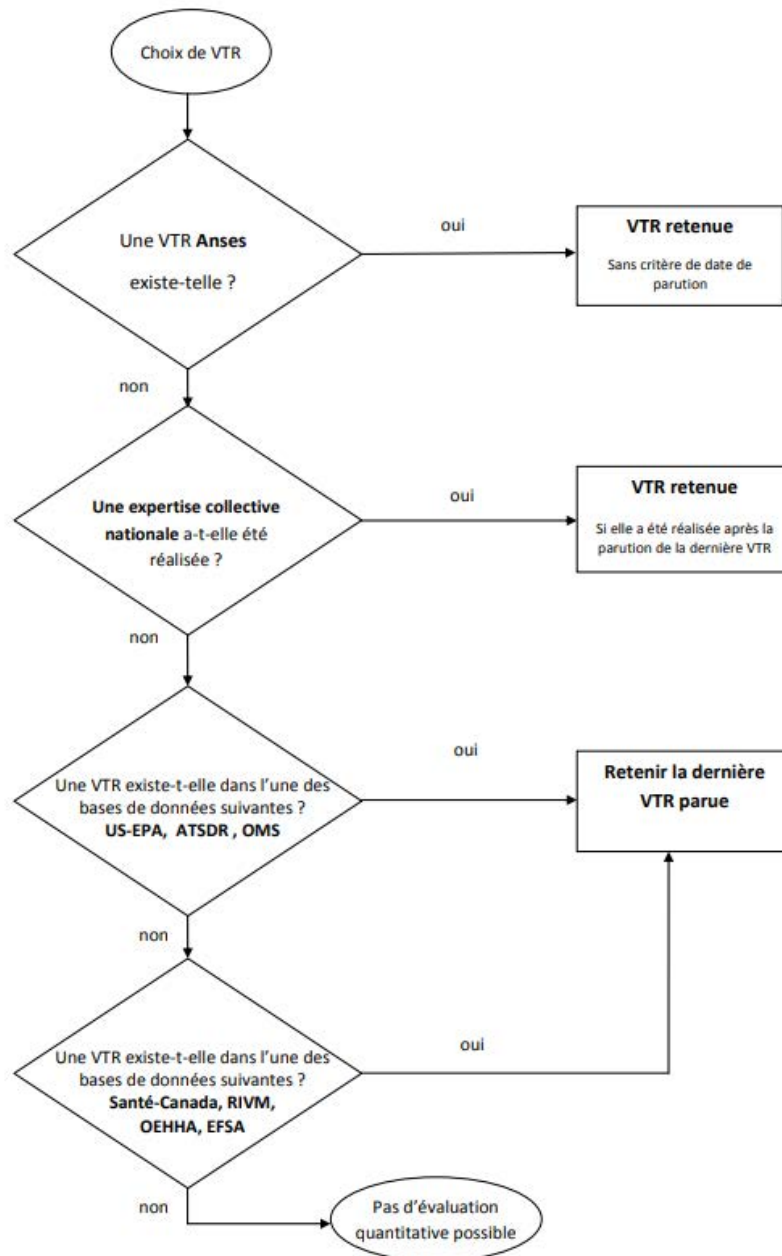 Choix de VTR
Une VTR Anses
existe-telle ?
oui
VTR retenue
Sans critère de date de
parution
non
Une expertise collective
nationale a-t-elle été
réalisée ?
oui
VTR retenue
Si elle a été réalisée après la
parution de la dernière VTR
non
Une VTR existe-t-elle dans l'une des
bases de données suivantes ?
US-EPA, ATSDR , OMS
oui
Retenir la dernière
VTR parue
non
Une VTR existe-t-elle dans l'une des
bases de données suivantes ?
Santé-Canada, RIVM,
OEHHA, EFSA
oui
non
Pas d'évaluation
quantitative possible